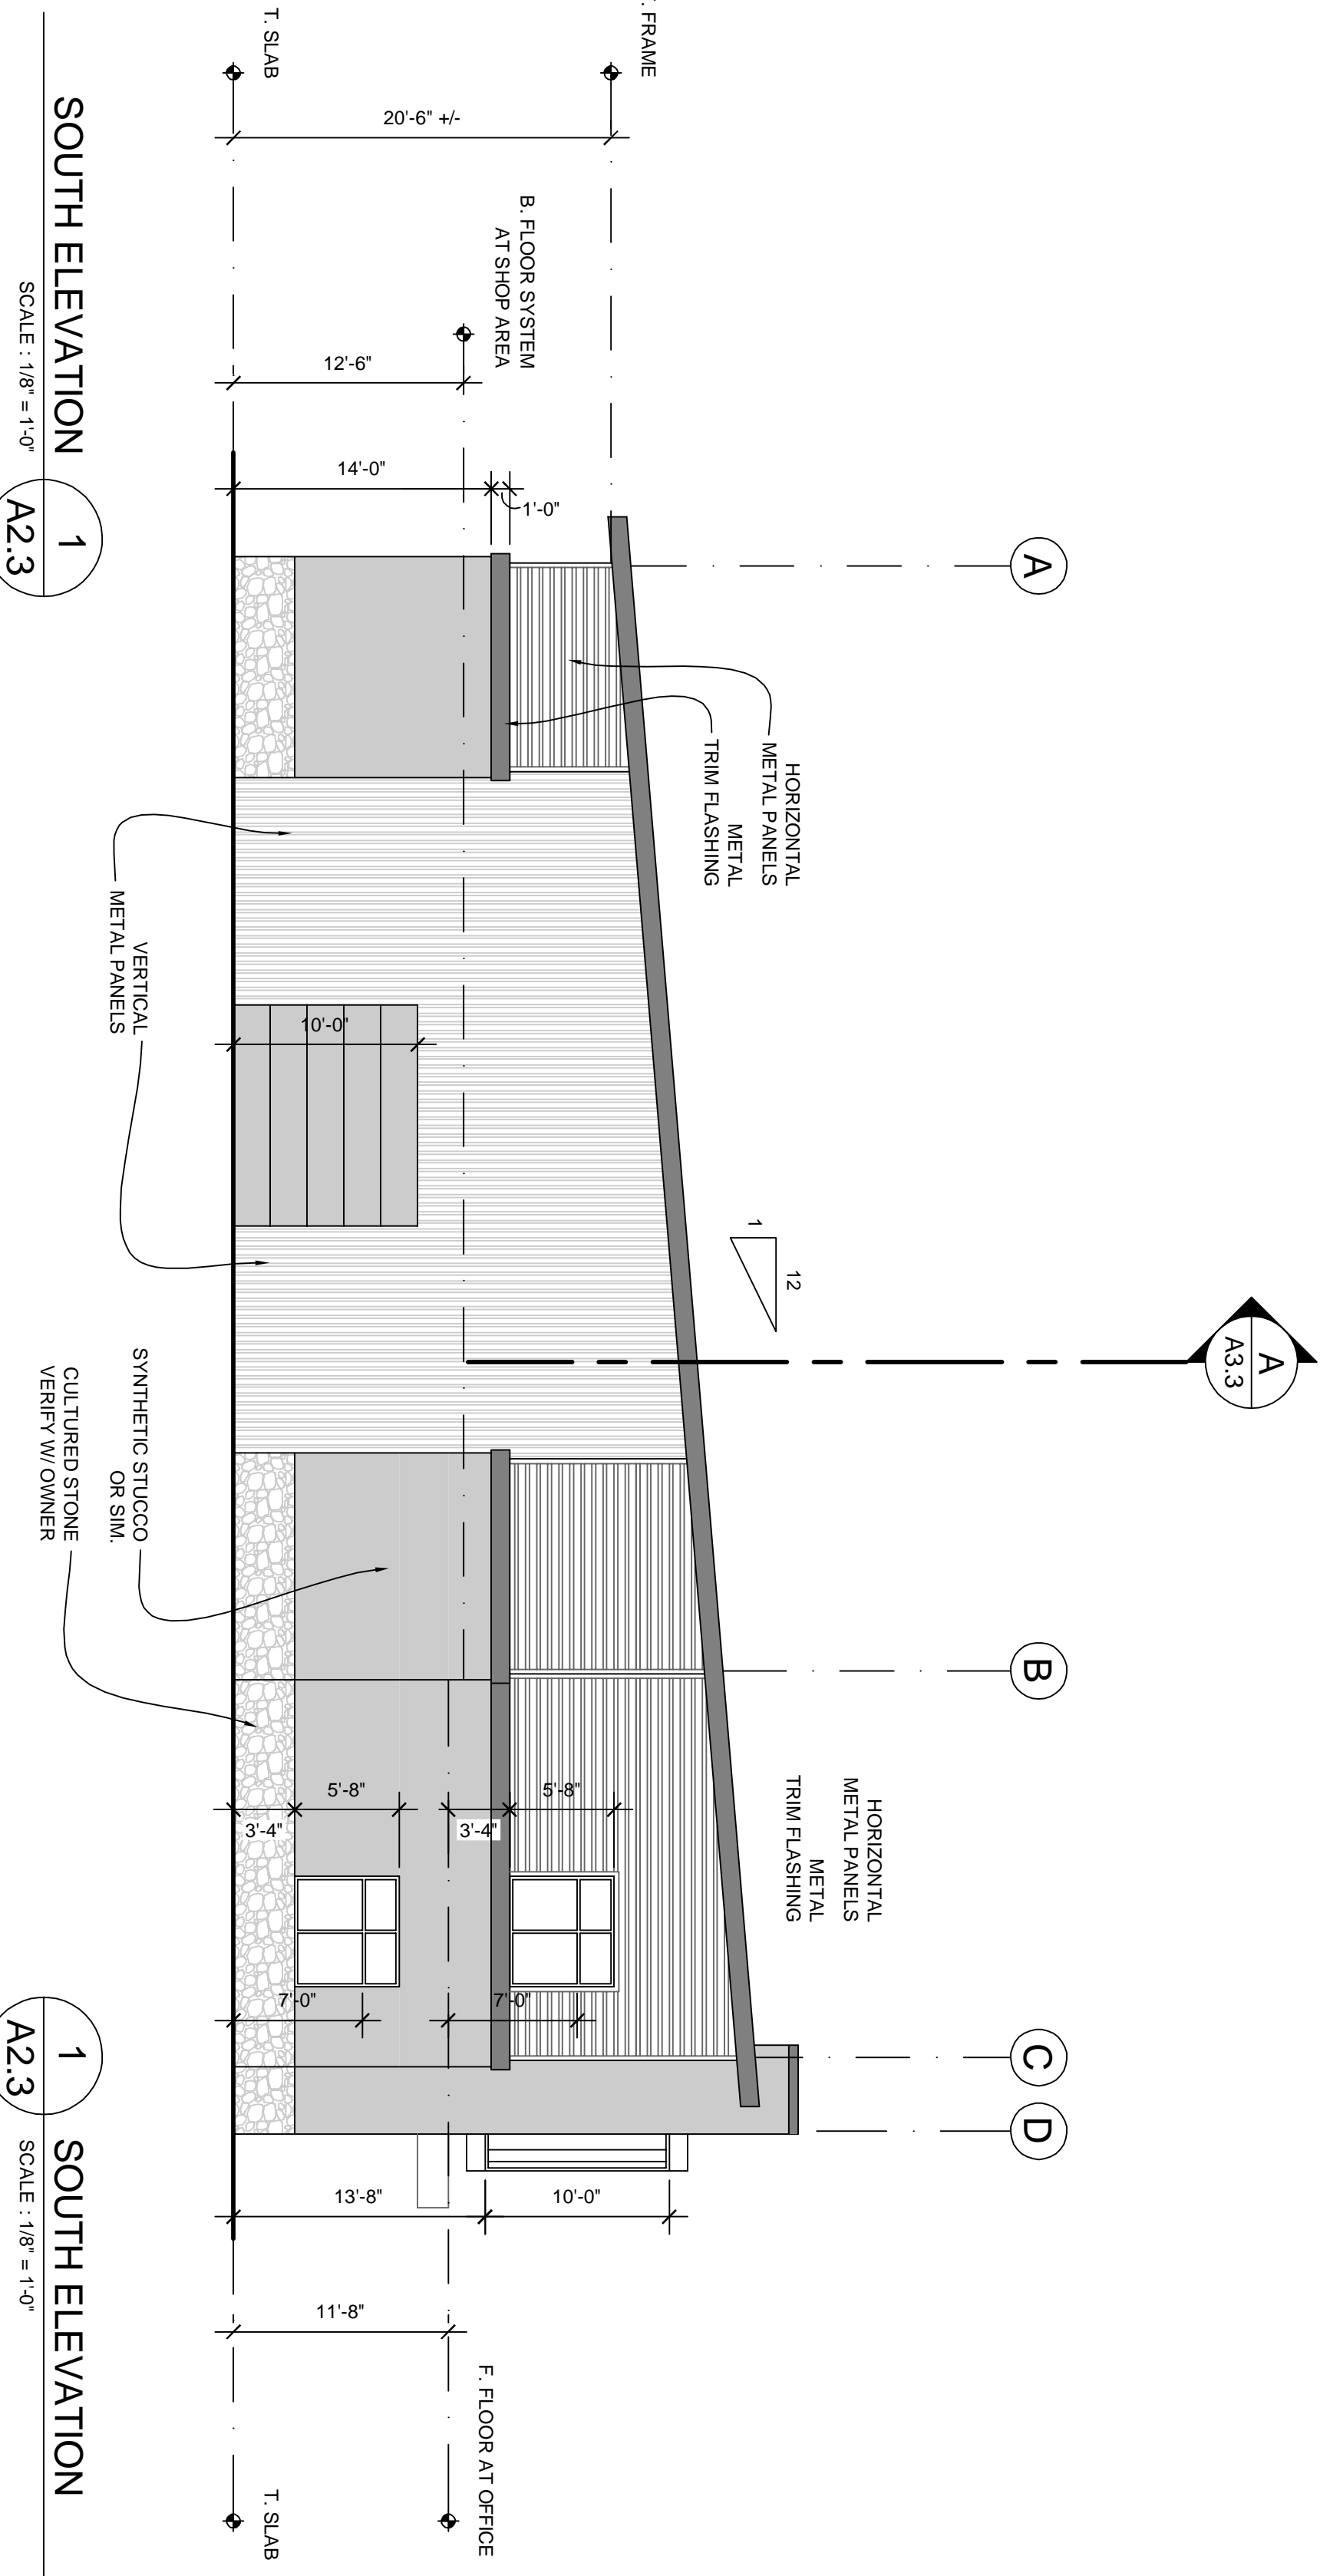 A
A3.3
A
B
C
D
. FRAME
T. SLAB
20'-6" +/-
B. FLOOR SYSTEM
AT SHOP AREA
12'-6"
14'-0"
1'-0"
HORIZONTAL
METAL PANELS
METAL
TRIM FLASHING
12
1
HORIZONTAL
METAL PANELS
METAL
TRIM FLASHING
10'-0"
VERTICAL
METAL PANELS
SYNTHETIC STUCCO
OR SIM.
CULTURED STONE
VERIFY W/ OWNER
5'-8"
3'-4"
5'-8"
3'-4"
7'-0"
7'-0"
13'-8"
10'-0"
11'-8"
F. FLOOR AT OFFICE
T. SLAB
SOUTH ELEVATION
SCALE : 1/8" = 1'-0"
1
A2.3
1
A2.3
SOUTH ELEVATION
SCALE : 1/8" = 1'-0"